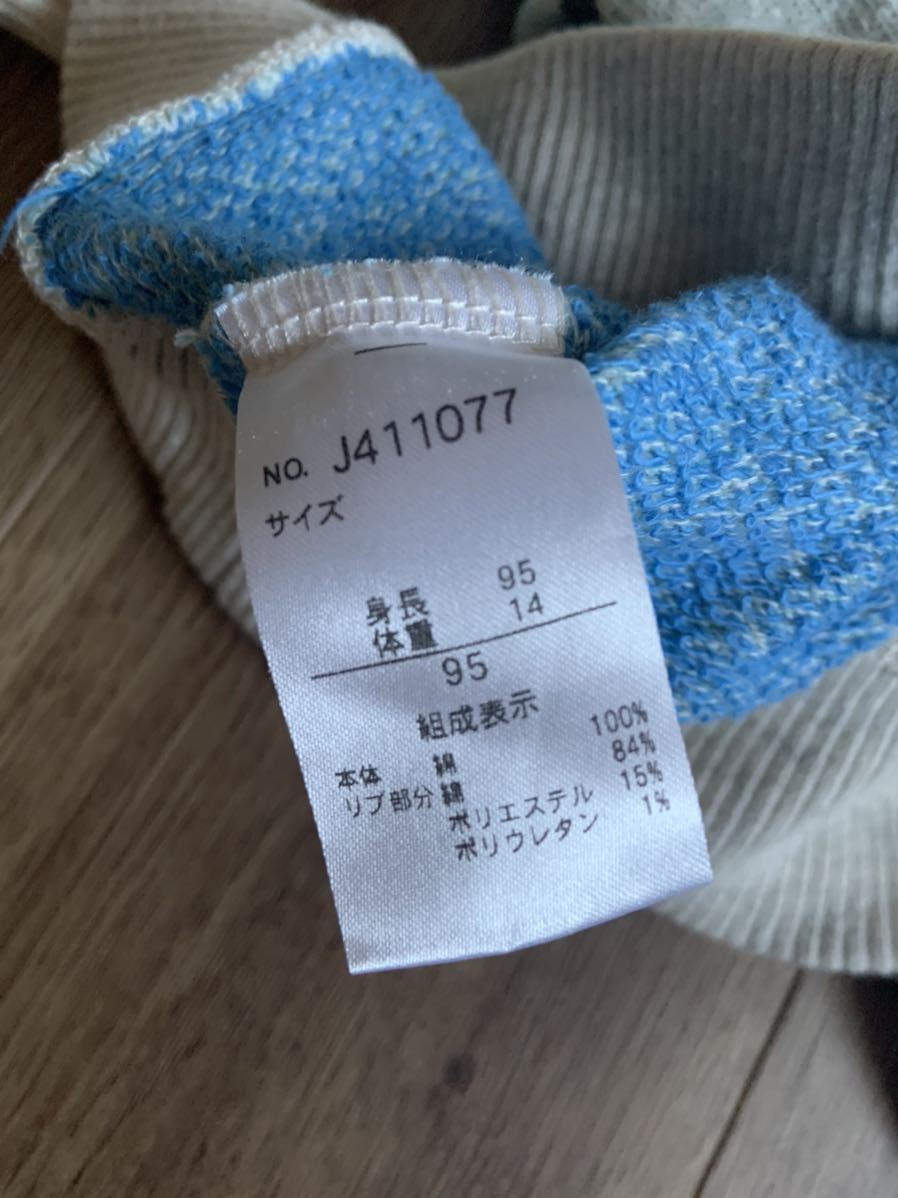 NO. J411077
サイズ
身長 95
体重 14
95
組成表示
本体 綿 100%
リブ部分 綿 84%
ポリエステル 15%
ポリウレタン 1%